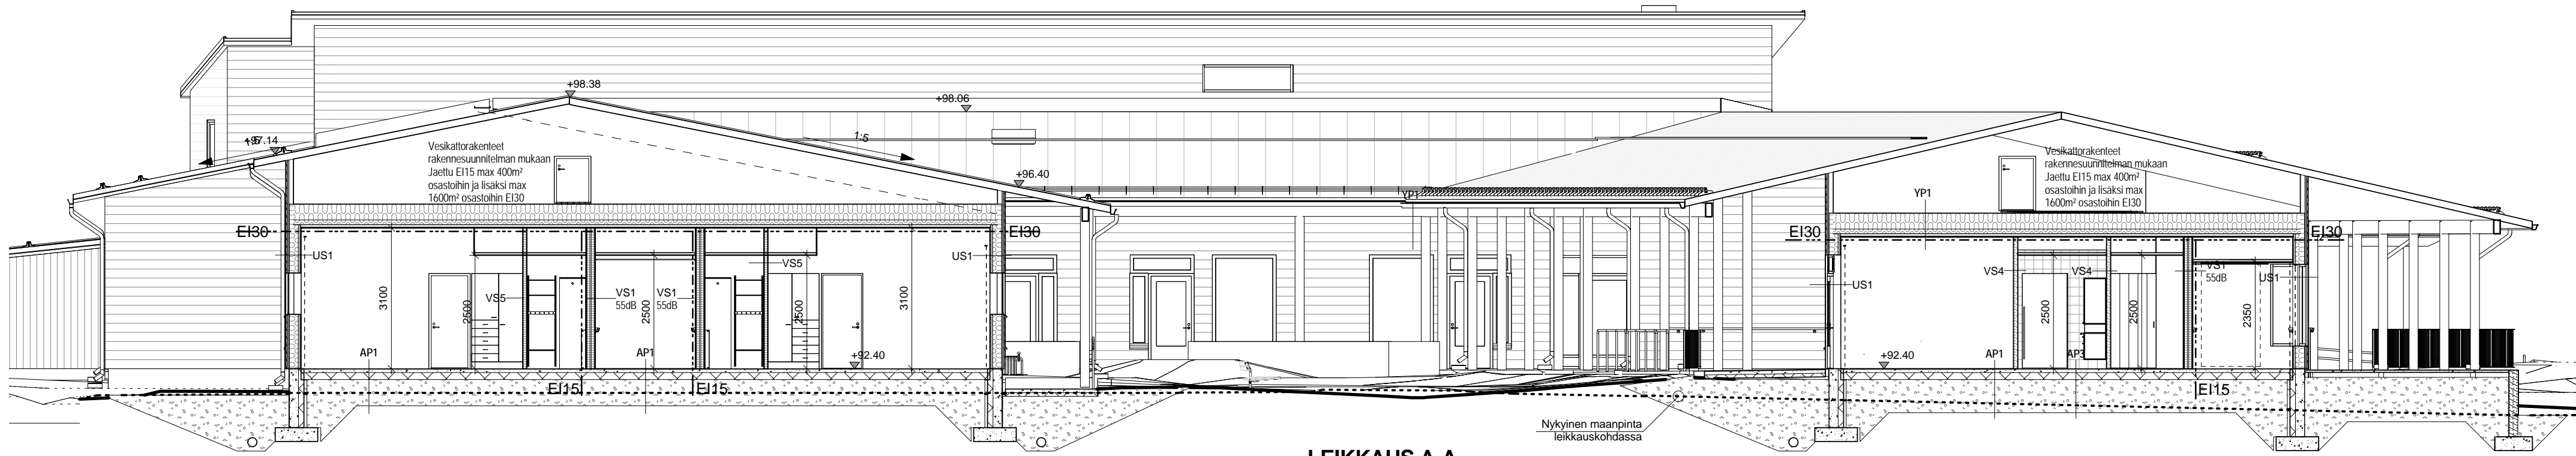 +98.38
+98.06
+97.14
1:5
Vesikattorakenteet
rakennesuunnitelman mukaan
Jaettu EI15 max 400m²
osastoihin ja lisäksi max
1600m² osastoihin EI30
+96.40
YP1
YP1
Vesikattorakenteet
rakennesuunnitelman mukaan
Jaettu EI15 max 400m²
osastoihin ja lisäksi max
1600m² osastoihin EI30
EI30
EI30
EI30
EI30
US1
VS5
US1
US1
VS4
VS4
VS1
55dB
US1
3100
2500
VS5
VS1
55dB
2500
VS1
55dB
2500
3100
2500
2500
2350
AP1
AP1
+92.40
+92.40
AP1
AP3
EI15
EI15
EI15
Nykyinen maanpinta
leikkauskohdassa
LEIKKAUS A-A